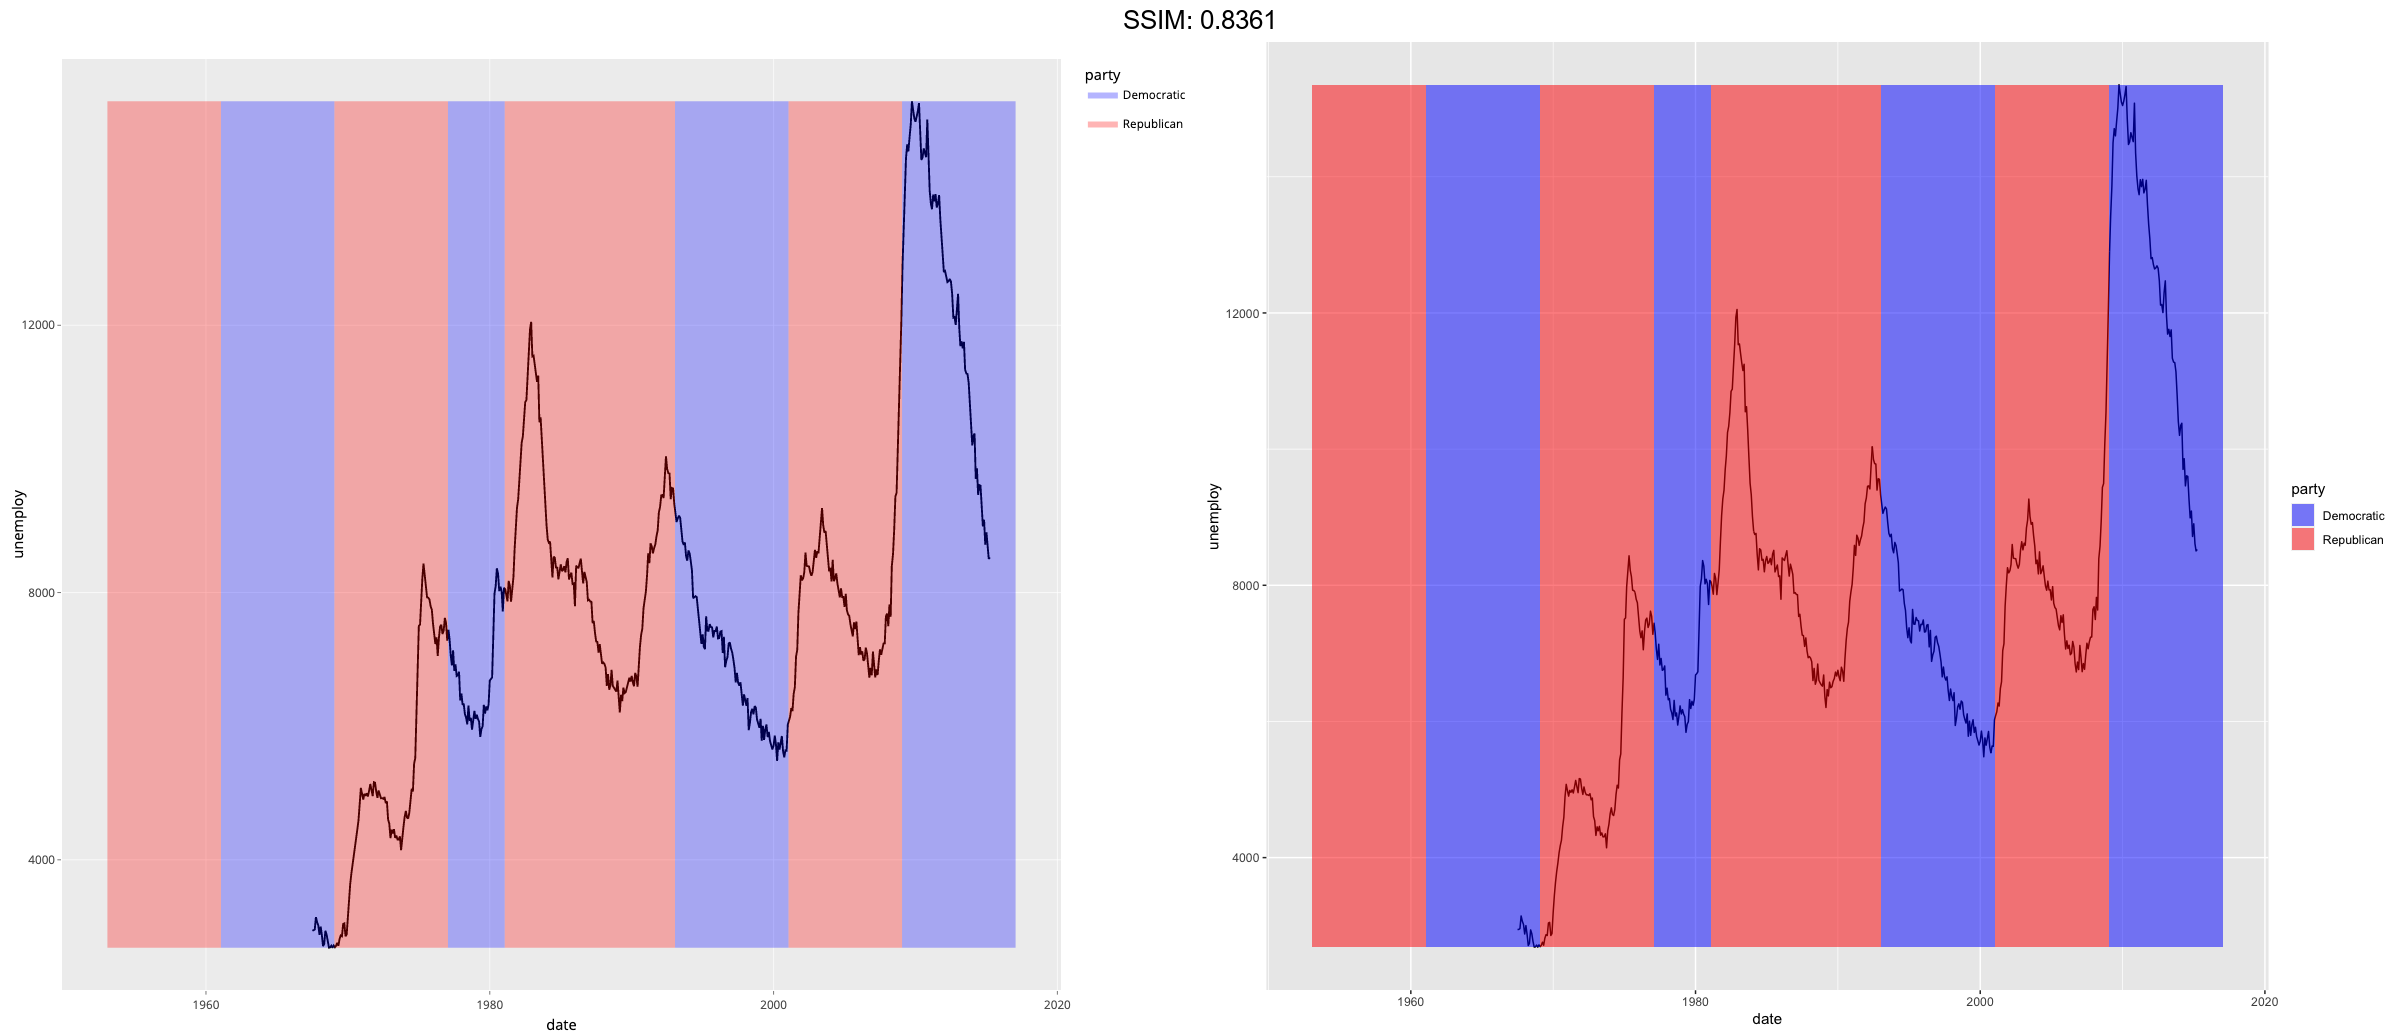 SSIM: 0.8361
party
Democratic
Republican
12000
8000
4000
unemploy
1960
1980
2000
2020
date
12000
8000
4000
unemploy
1960
1980
2000
2020
date
party
Democratic
Republican